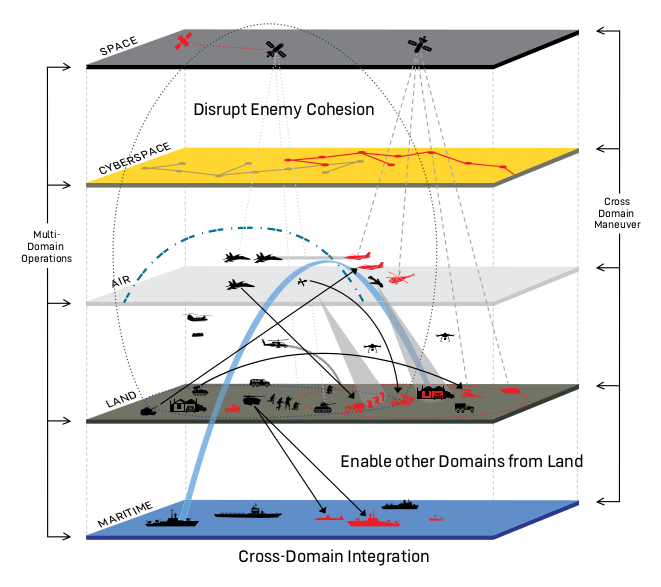 SPACE
Disrupt Enemy Cohesion
CYBERSPACE
Multi-
Domain
Operations
Cross
Domain
Maneuver
AIR
LAND
Enable other Domains from Land
MARITIME
Cross-Domain Integration